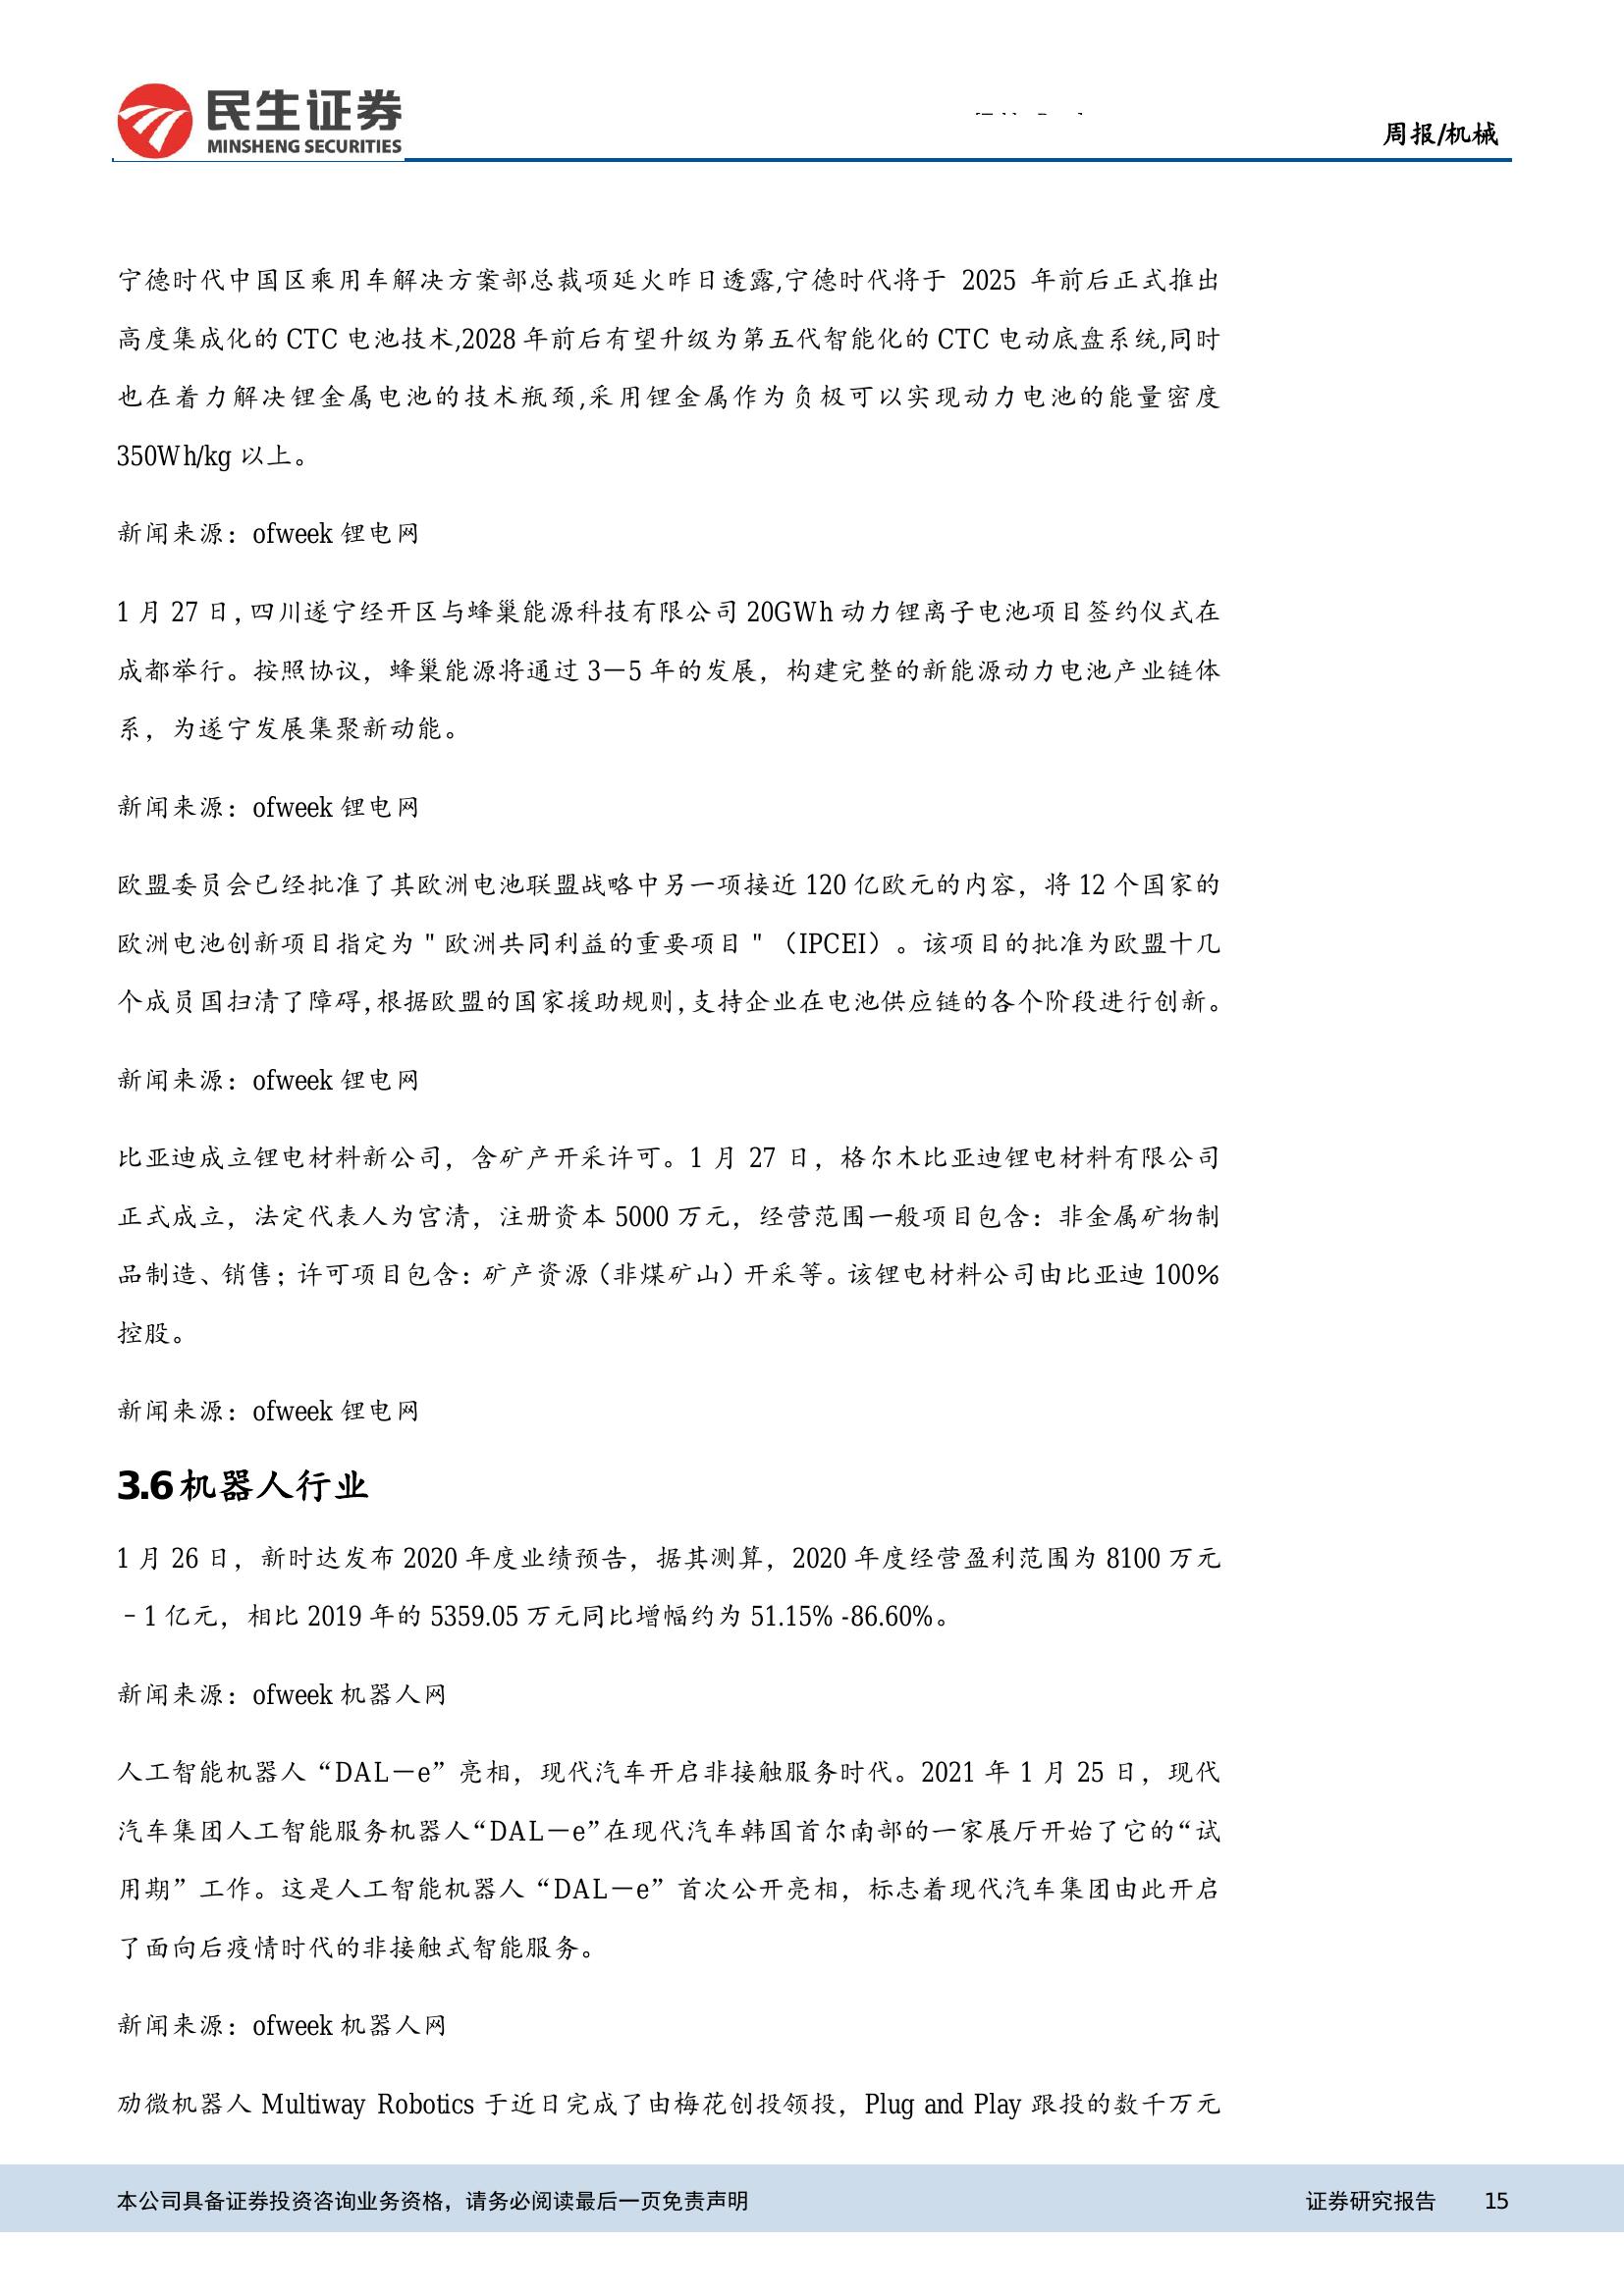 民生证券
MINSHENG SECURITIES
周报/机械
宁德时代中国区乘用车解决方案部总裁项延火昨日透露,宁德时代将于 2025 年前后正式推出
高度集成化的 CTC 电池技术,2028 年前后有望升级为第五代智能化的 CTC 电动底盘系统,同时
也在着力解决锂金属电池的技术瓶颈,采用锂金属作为负极可以实现动力电池的能量密度
350Wh/kg 以上。
新闻来源：ofweek 锂电网
1 月 27 日,四川遂宁经开区与蜂巢能源科技有限公司 20GWh 动力锂离子电池项目签约仪式在
成都举行。按照协议，蜂巢能源将通过 3—5 年的发展，构建完整的新能源动力电池产业链体
系，为遂宁发展集聚新动能。
新闻来源：ofweek 锂电网
欧盟委员会已经批准了其欧洲电池联盟战略中另一项接近 120 亿欧元的内容，将 12 个国家的
欧洲电池创新项目指定为＂欧洲共同利益的重要项目＂（IPCEI）。该项目的批准为欧盟十几
个成员国扫清了障碍,根据欧盟的国家援助规则,支持企业在电池供应链的各个阶段进行创新。
新闻来源：ofweek 锂电网
比亚迪成立锂电材料新公司，含矿产开采许可。1 月 27 日，格尔木比亚迪锂电材料有限公司
正式成立，法定代表人为宫清，注册资本 5000 万元，经营范围一般项目包含：非金属矿物制
品制造、销售；许可项目包含：矿产资源（非煤矿山）开采等。该锂电材料公司由比亚迪 100%
控股。
新闻来源：ofweek 锂电网
3.6 机器人行业
1 月 26 日，新时达发布 2020 年度业绩预告，据其测算，2020 年度经营盈利范围为 8100 万元
–1 亿元，相比 2019 年的 5359.05 万元同比增幅约为 51.15% -86.60%。
新闻来源：ofweek 机器人网
人工智能机器人“DAL－e”亮相，现代汽车开启非接触服务时代。2021 年 1 月 25 日，现代
汽车集团人工智能服务机器人“DAL－e”在现代汽车韩国首尔南部的一家展厅开始了它的“试
用期”工作。这是人工智能机器人“DAL－e”首次公开亮相，标志着现代汽车集团由此开启
了面向后疫情时代的非接触式智能服务。
新闻来源：ofweek 机器人网
劢微机器人 Multiway Robotics 于近日完成了由梅花创投领投，Plug and Play 跟投的数千万元
本公司具备证券投资咨询业务资格，请务必阅读最后一页免责声明
证券研究报告 15